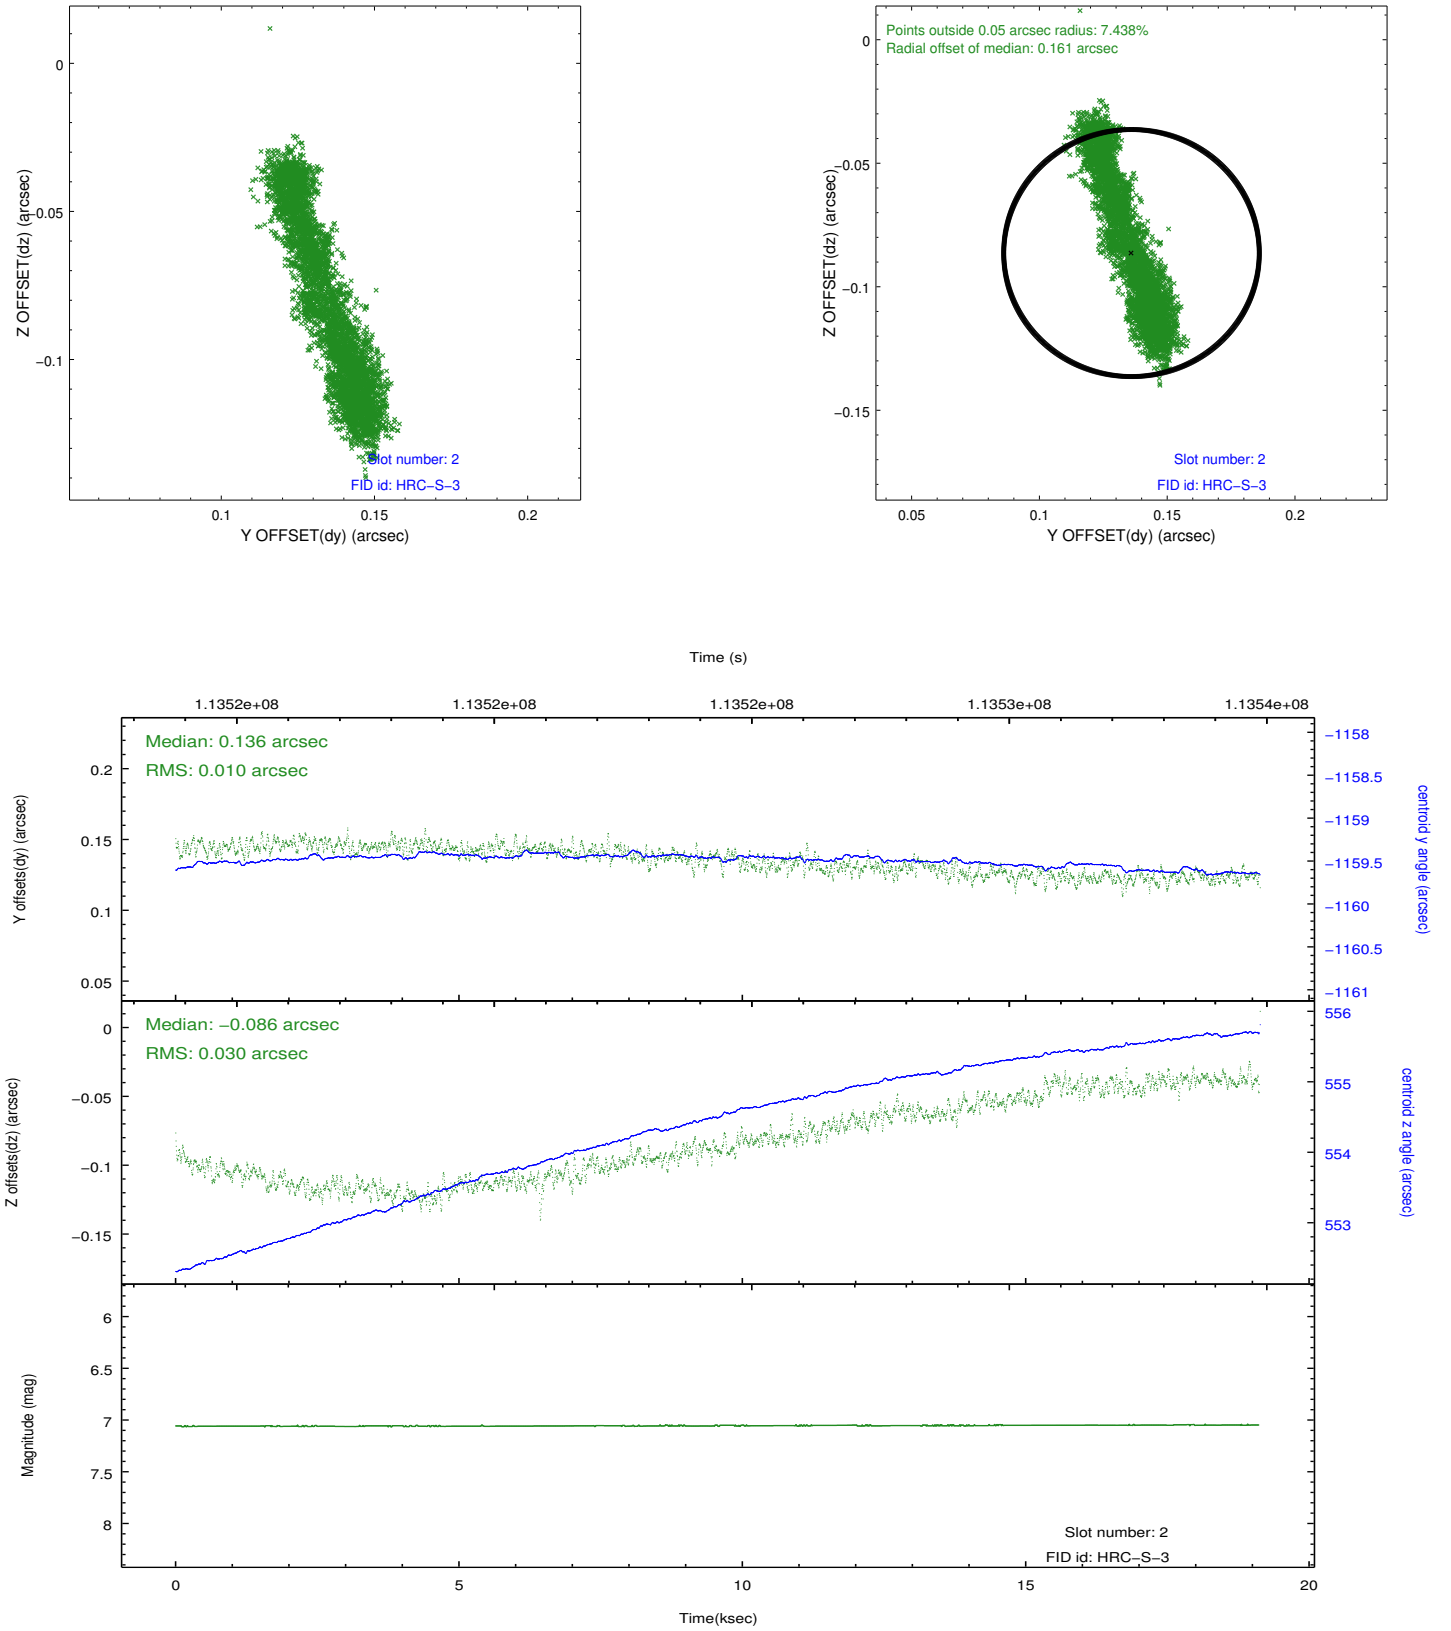 0
−0.05
−0.1
Z OFFSET(dz) (arcsec)
0.1
0.15
0.2
Y OFFSET(dy) (arcsec)
Slot number: 2
FID id: HRC−S−3
Points outside 0.05 arcsec radius: 7.438%
Radial offset of median: 0.161 arcsec
0
−0.05
−0.1
−0.15
Z OFFSET(dz) (arcsec)
Slot number: 2
FID id: HRC−S−3
0.05
0.1
0.15
0.2
Y OFFSET(dy) (arcsec)
Time (s)
1.1352e+08
1.1352e+08
1.1352e+08
1.1353e+08
1.1354e+08
Median: 0.136 arcsec
RMS: 0.010 arcsec
0.2
0.15
0.1
0.05
Y offsets(dy) (arcsec)
−1158
−1158.5
−1159
−1159.5
−1160
−1160.5
−1161
centroid y angle (arcsec)
Median: −0.086 arcsec
RMS: 0.030 arcsec
0
−0.05
−0.1
−0.15
Z offsets(dz) (arcsec)
556
555
554
553
centroid z angle (arcsec)
6
6.5
7
7.5
8
Magnitude (mag)
Slot number: 2
FID id: HRC−S−3
0
5
10
15
20
Time(ksec)